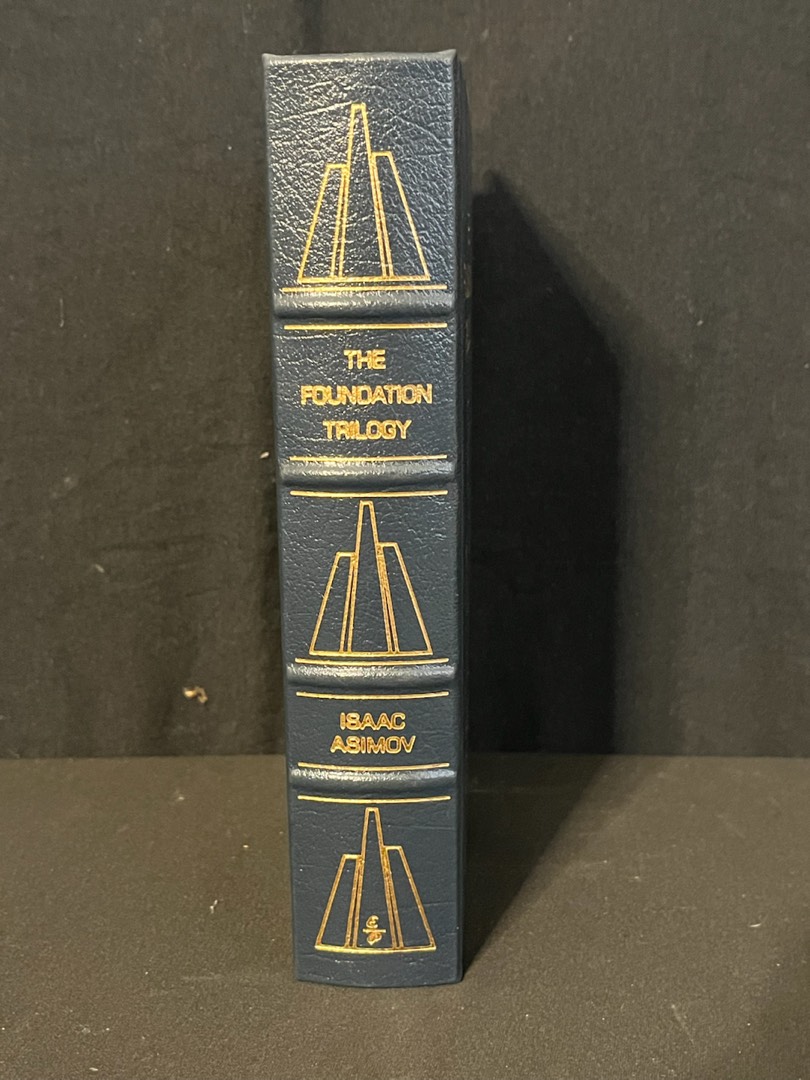 THE
FOUNDATION
TRILOGY
ISAAC
ASIMOV